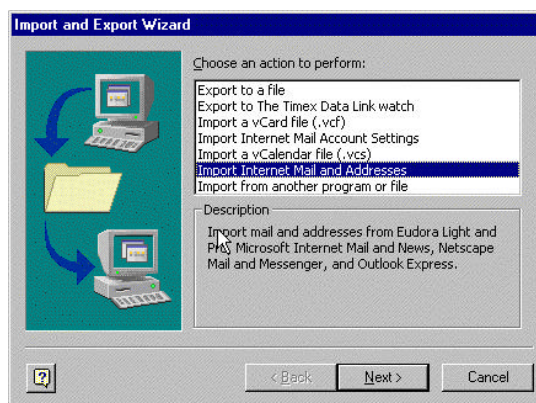 Import and Export Wizard
Choose an action to perform:
Export to a file
Export to The Timex Data Link watch
Import a vCard file (.vcf)
Import Internet Mail Account Settings
Import a vCalendar file (.vcs)
Import Internet Mail and Addresses
Import from another program or file
Description
Import mail and addresses from Eudora Light and
Pro, Microsoft Internet Mail and News, Netscape
Mail and Messenger, and Outlook Express.
< Back
Next >
Cancel